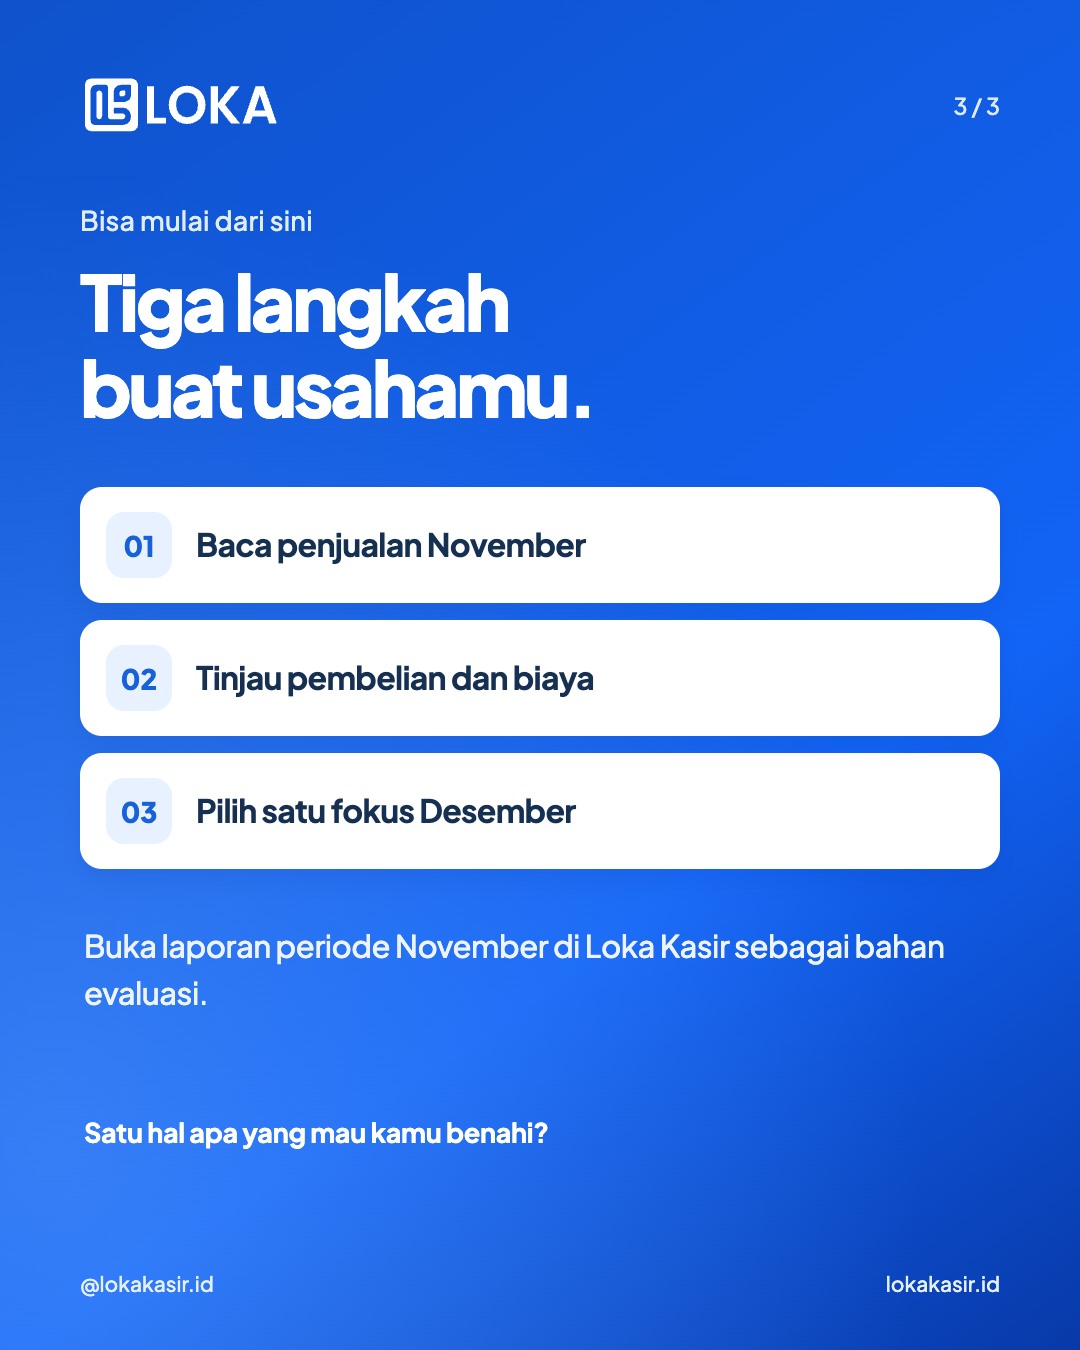 LOKA
3 / 3
Bisa mulai dari sini
Tiga langkah
buat usahamu.
01 Baca penjualan November
02 Tinjau pembelian dan biaya
03 Pilih satu fokus Desember
Buka laporan periode November di Loka Kasir sebagai bahan
evaluasi.
Satu hal apa yang mau kamu benahi?
@lokakasir.id
lokakasir.id